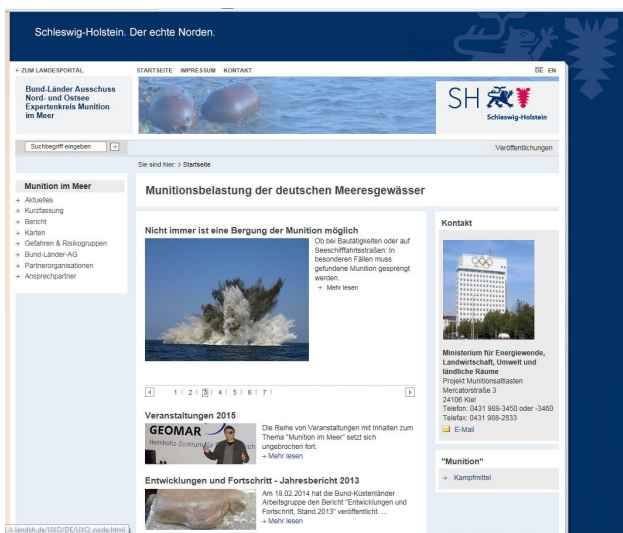 Schleswig-Holstein. Der echte Norden.
← ZUM LANDESPORTAL
STARTSEITE IMPRESSUM KONTAKT
DE EN
Bund-Länder Ausschuss
Nord- und Ostsee
Expertenkreis Munition
im Meer
SH
Schleswig-Holstein
Suchbegriff eingeben
Veröffentlichungen
Sie sind hier: > Startseite
Munition im Meer
→ Aktuelles
→ Kurzfassung
→ Bericht
→ Karten
→ Gefahren & Risikogruppen
→ Bund-Länder-AG
→ Partnerorganisationen
→ Ansprechpartner
Munitionsbelastung der deutschen Meeresgewässer
Nicht immer ist eine Bergung der Munition möglich
Ob bei Bautätigkeiten oder auf
Seeschifffahrtsstraßen: In
besonderen Fällen muss
gefundene Munition gesprengt
werden.
→ Mehr lesen
1 | 2 | 3 | 4 | 5 | 6 | 7 |
Veranstaltungen 2015
GEOMAR
Helmholtz-Zentrum für
Die Reihe von Veranstaltungen mit Inhalten zum
Thema "Munition im Meer" setzt sich
ungebrochen fort.
→ Mehr lesen
Entwicklungen und Fortschritt - Jahresbericht 2013
Am 18.02.2014 hat die Bund-Küstenländer
Arbeitsgruppe den Bericht "Entwicklungen und
Fortschritt, Stand 2013" veröffentlicht. ...
→ Mehr lesen
Kontakt
Ministerium für Energiewende,
Landwirtschaft, Umwelt und
ländliche Räume
Projekt Munitionsaltlasten
Mercatorstraße 3
24106 Kiel
Telefon: 0431 988-3450 oder -3460
Telefax: 0431 988-2833
E-Mail
"Munition"
→ Kampfmittel
.lr.landsh.de/UXO/DE/UXO_node.html